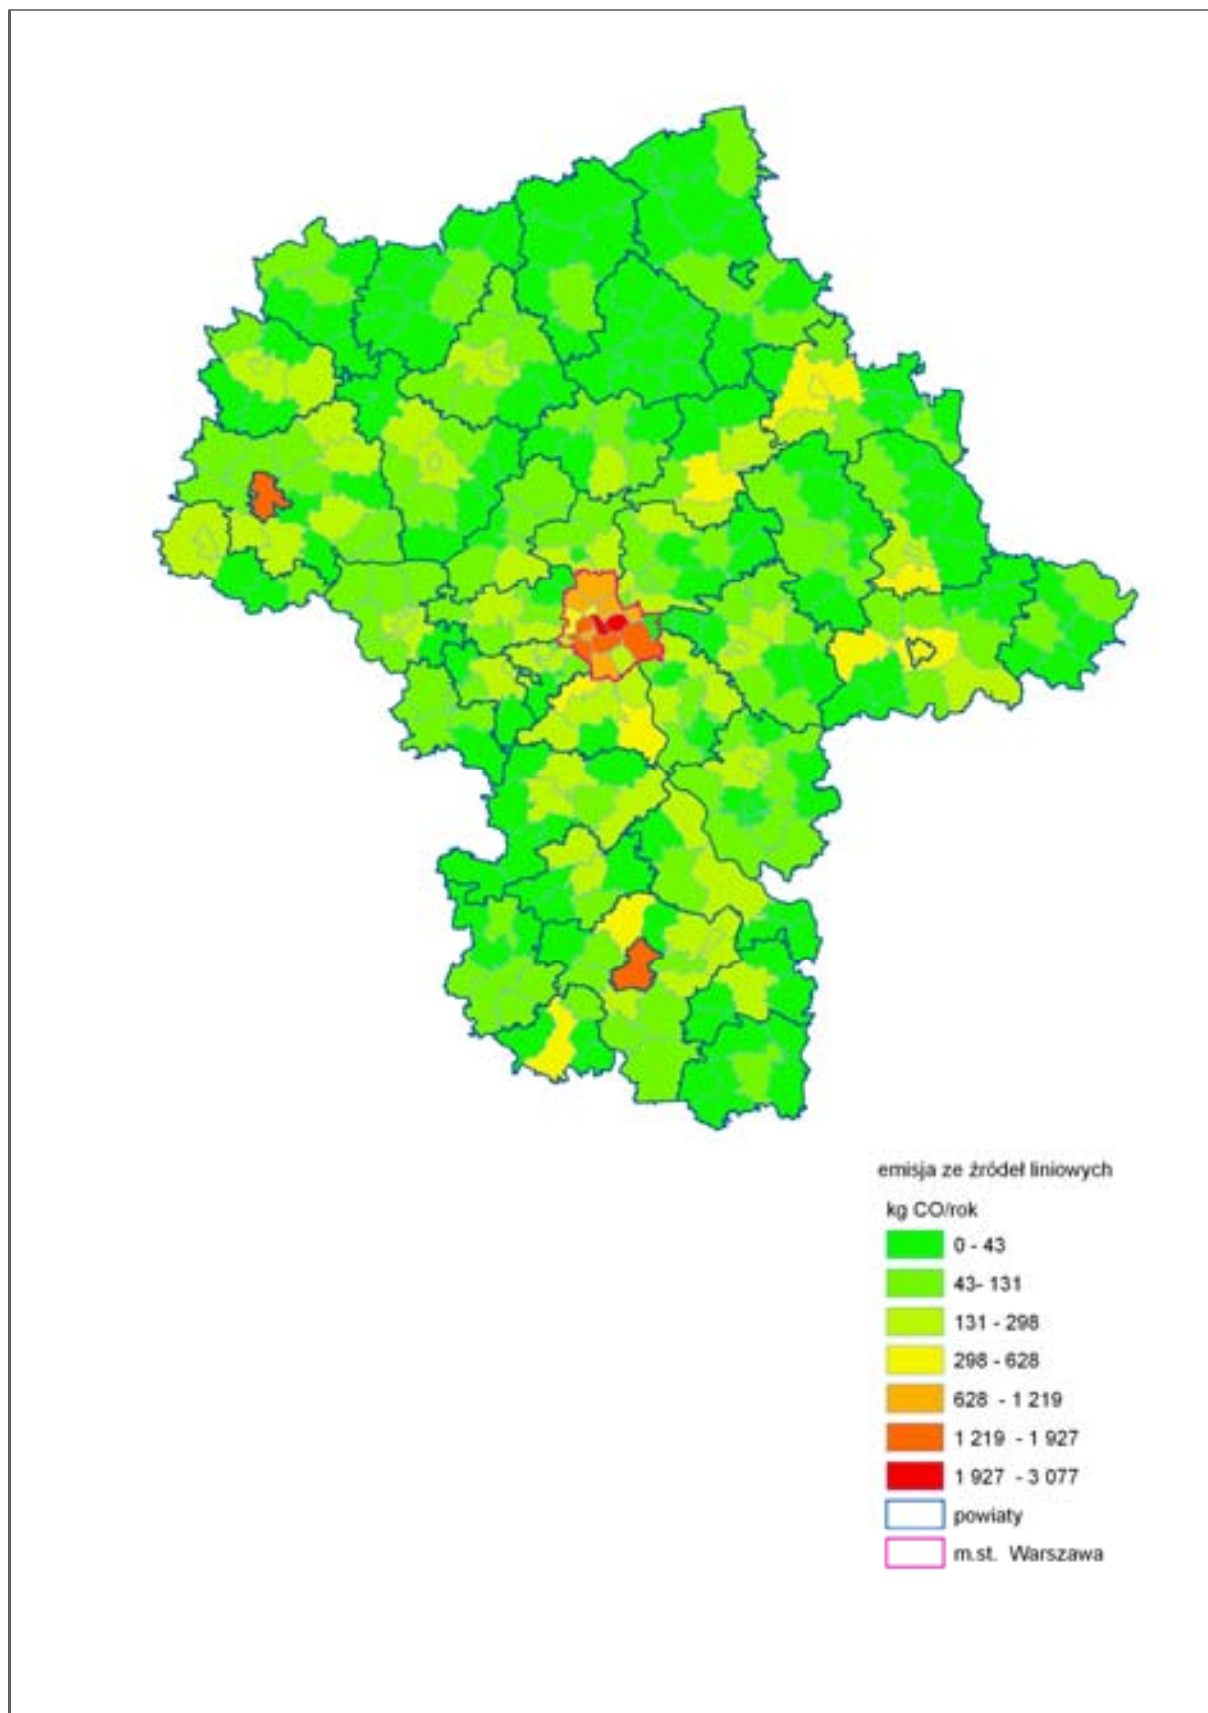 emisja ze źródeł liniowych
kg CO/rok
0 - 43
43- 131
131 - 298
298 - 628
628 - 1 219
1 219 - 1 927
1 927 - 3 077
powiaty
m.st. Warszawa